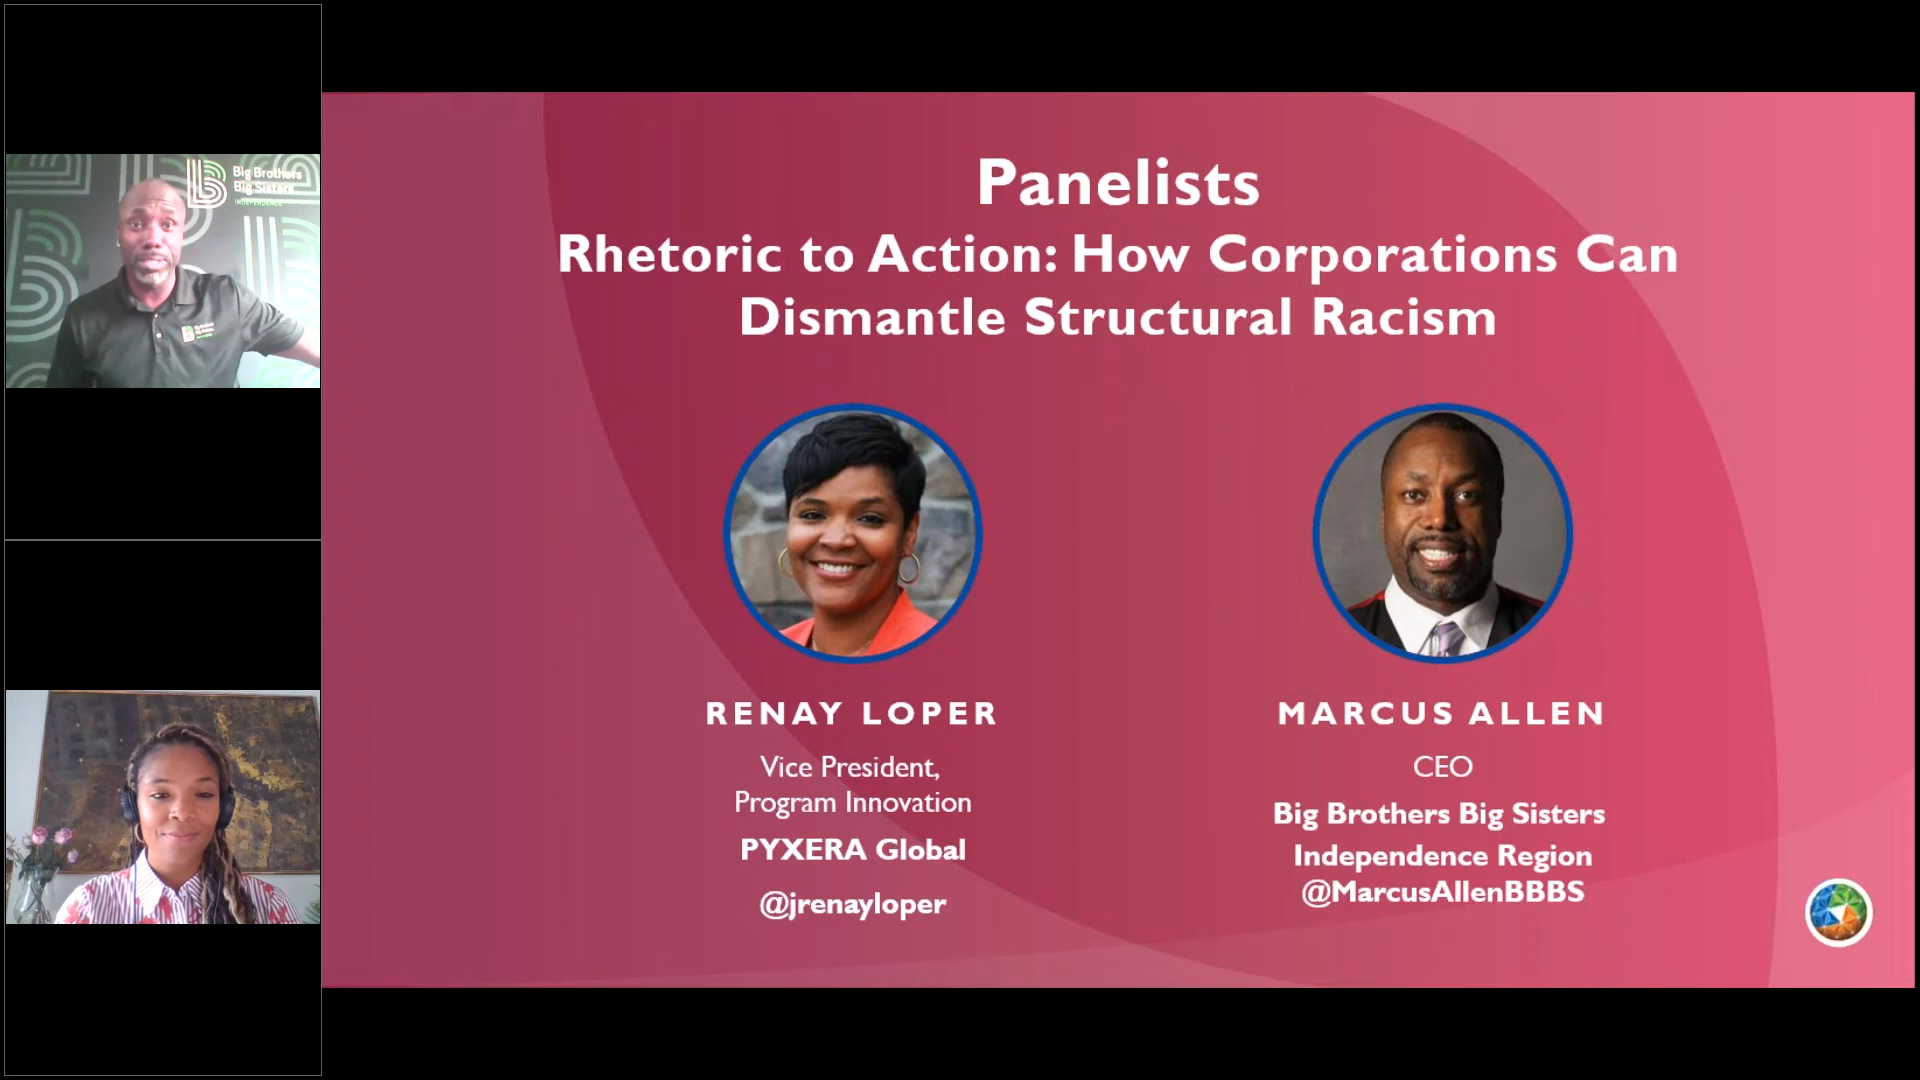 Big Brothers
Big Sisters
INDEPENDENCE
Panelists
Rhetoric to Action: How Corporations Can
Dismantle Structural Racism
RENAY LOPER
Vice President,
Program Innovation
PYXERA Global
@jrenayloper
MARCUS ALLEN
CEO
Big Brothers Big Sisters
Independence Region
@MarcusAllenBBBS